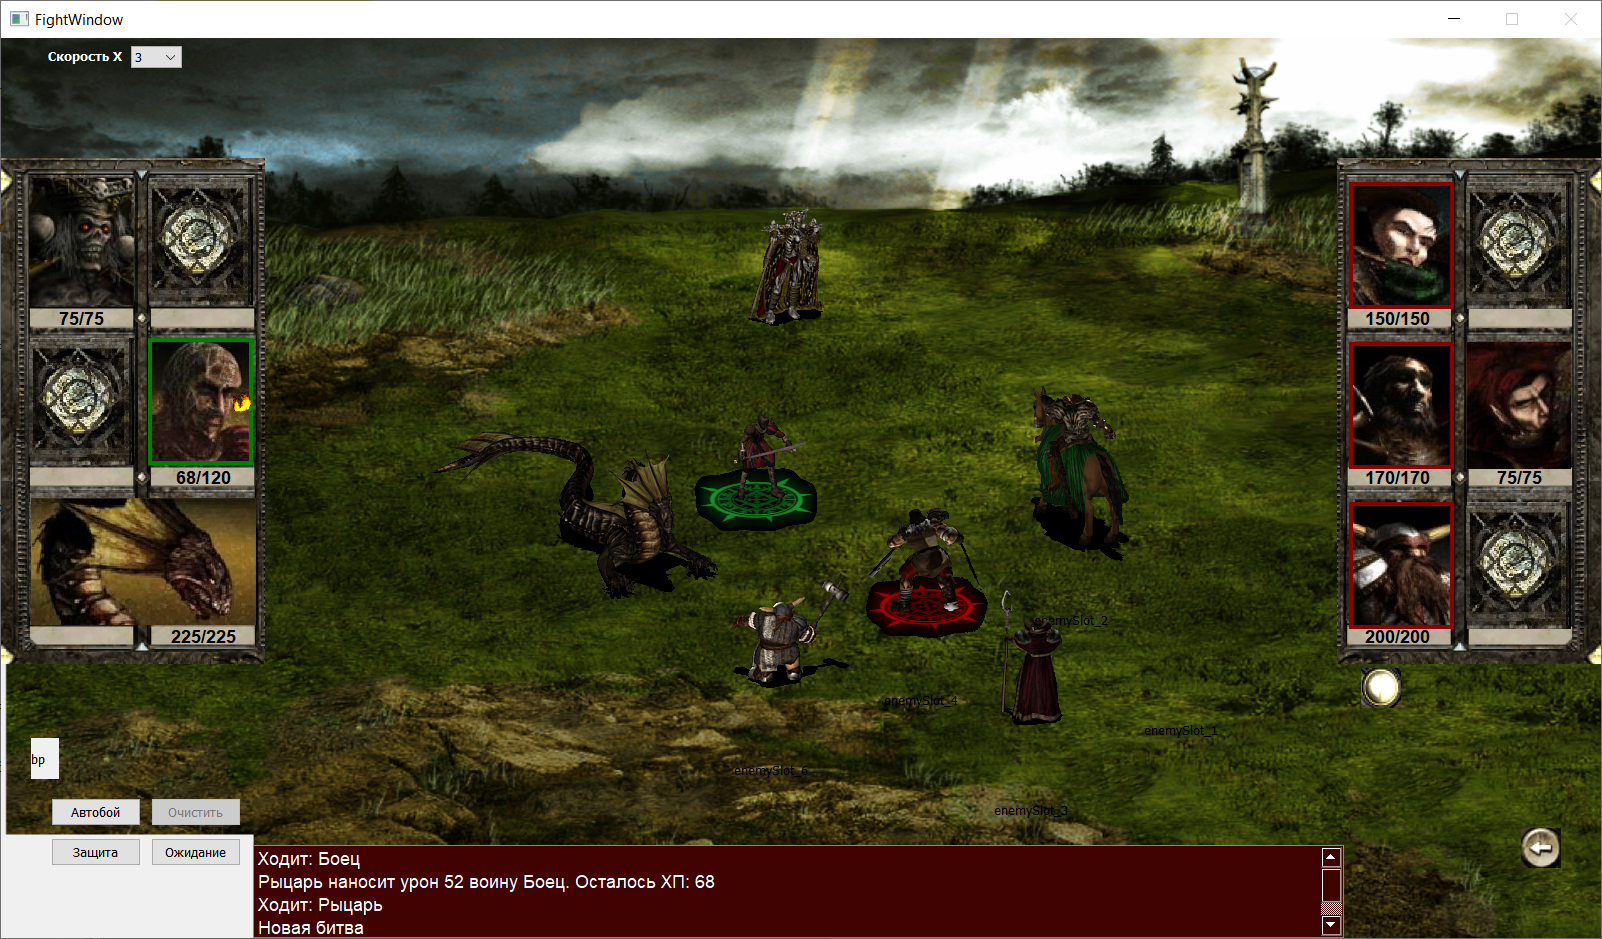 FightWindow
Скорость X 3
75/75
68/120
225/225
150/150
170/170
75/75
200/200
enemySlot_2
enemySlot_4
enemySlot_1
enemySlot_6
enemySlot_3
bp
Автобой
Очистить
Защита
Ожидание
Ходит: Боец
Рыцарь наносит урон 52 воину Боец. Осталось ХП: 68
Ходит: Рыцарь
Новая битва